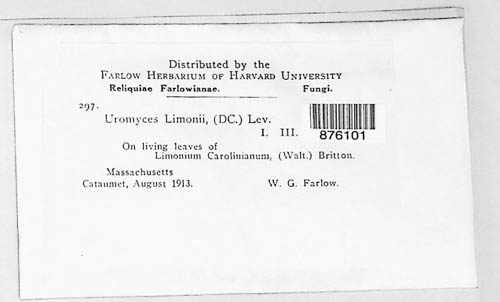 Distributed by the
FARLOW HERBARIUM OF HARVARD UNIVERSITY
Reliquiae Farlowianae. Fungi.
297.
Uromyces Limonii, (DC.) Lev.
I. III.
876101
On living leaves of
Limonium Carolinianum, (Walt.) Britton.
Massachusetts
Cataumet, August 1913. W. G. Farlow.